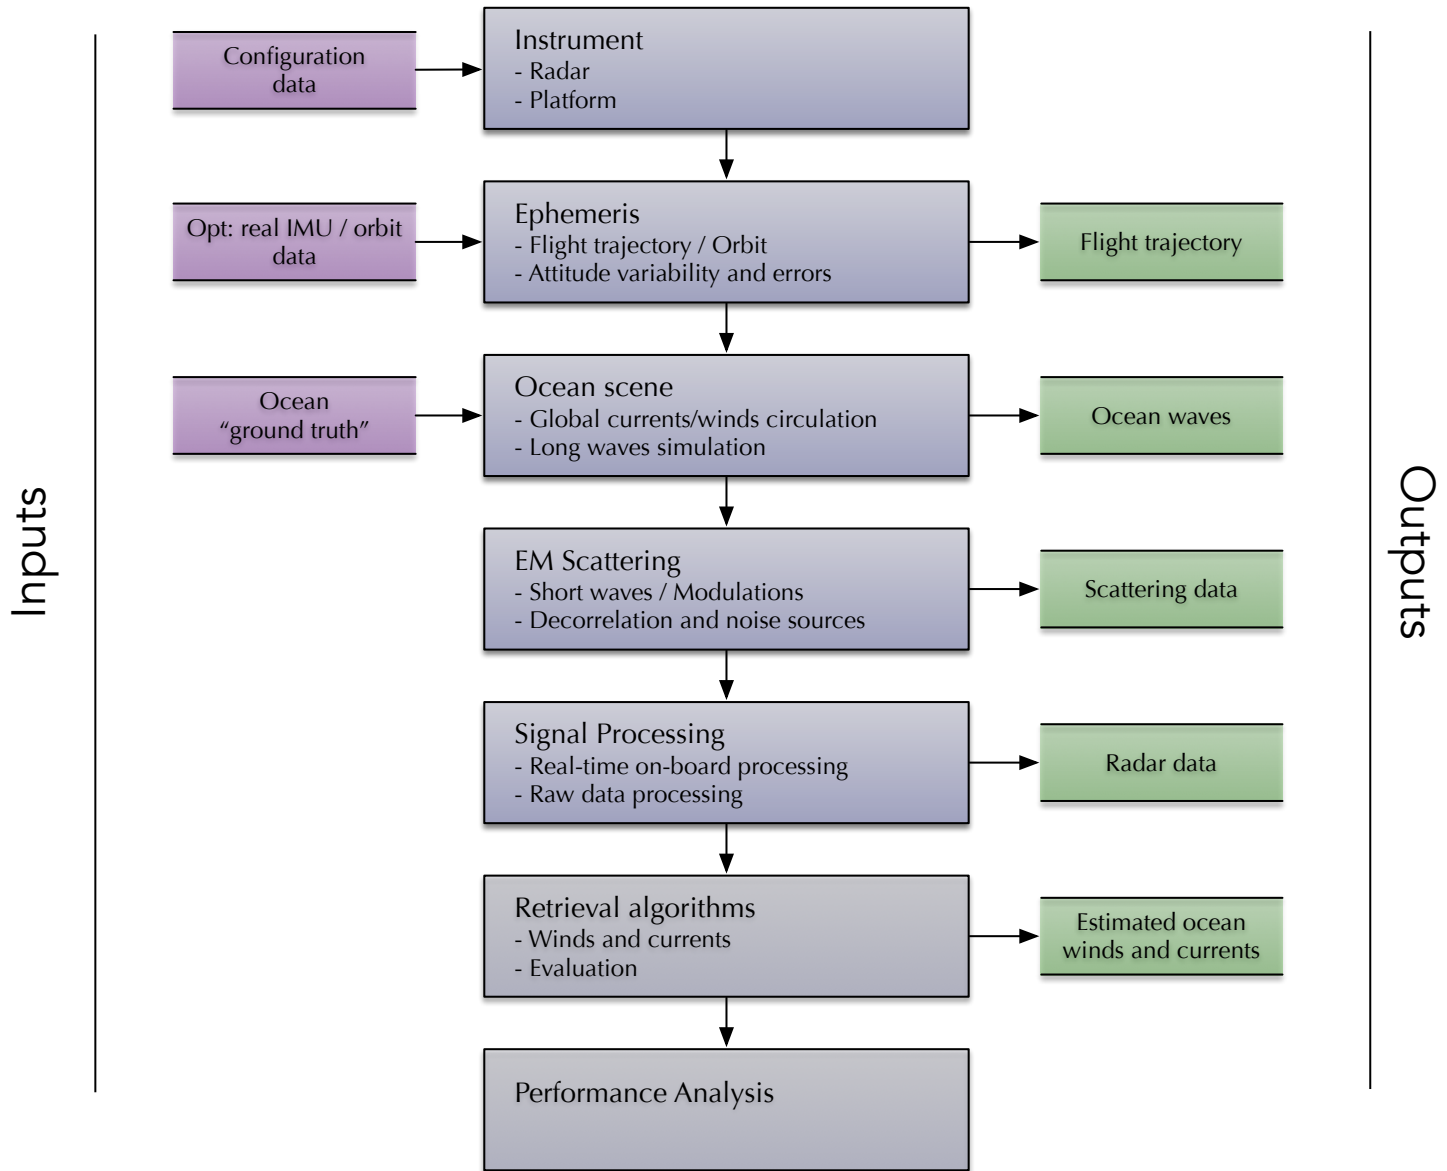 Inputs
Configuration
data
Instrument
- Radar
- Platform
Opt: real IMU / orbit
data
Ephemeris
- Flight trajectory / Orbit
- Attitude variability and errors
Flight trajectory
Ocean
“ground truth”
Ocean scene
- Global currents/winds circulation
- Long waves simulation
Ocean waves
EM Scattering
- Short waves / Modulations
- Decorrelation and noise sources
Scattering data
Signal Processing
- Real-time on-board processing
- Raw data processing
Radar data
Retrieval algorithms
- Winds and currents
- Evaluation
Estimated ocean
winds and currents
Performance Analysis
Outputs